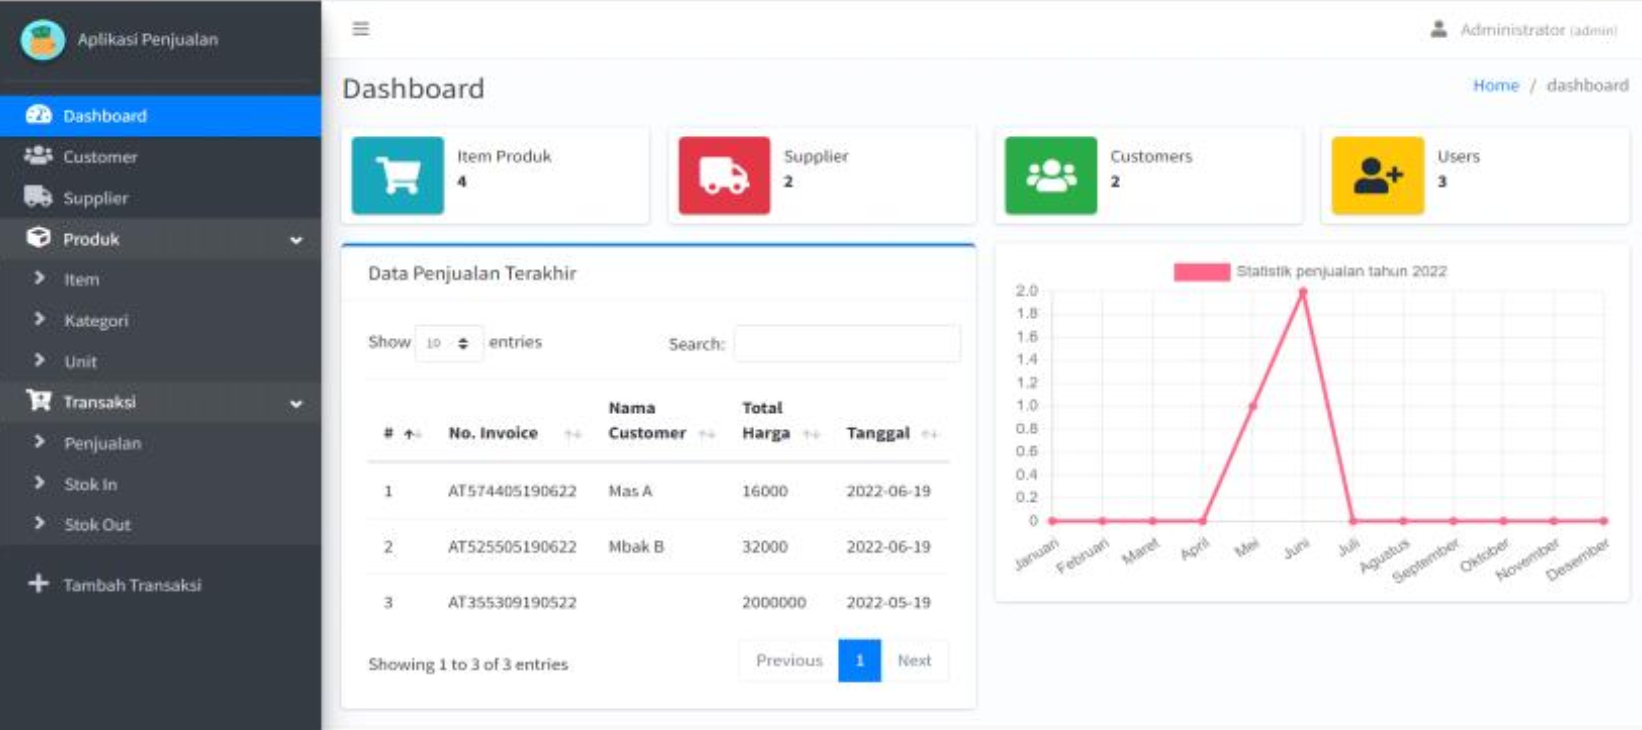 Aplikasi Penjualan
Administrator (admin)
Dashboard
Customer
Supplier
Produk
Item
Kategori
Unit
Transaksi
Penjualan
Stok In
Stok Out
Tambah Transaksi
Dashboard
Home / dashboard
Item Produk
4
Supplier
2
Customers
2
Users
3
Data Penjualan Terakhir
Show 10 entries
Search:
# No. Invoice Nama Customer Total Harga Tanggal
1 AT574405190622 Mas A 16000 2022-06-19
2 AT525505190622 Mbak B 32000 2022-06-19
3 AT355309190522 2000000 2022-05-19
Showing 1 to 3 of 3 entries
Previous 1 Next
Statistik penjualan tahun 2022
2.0
1.8
1.6
1.4
1.2
1.0
0.8
0.6
0.4
0.2
0
Januari Februari Maret April Mei Juni Juli Agustus September Oktober November Desember